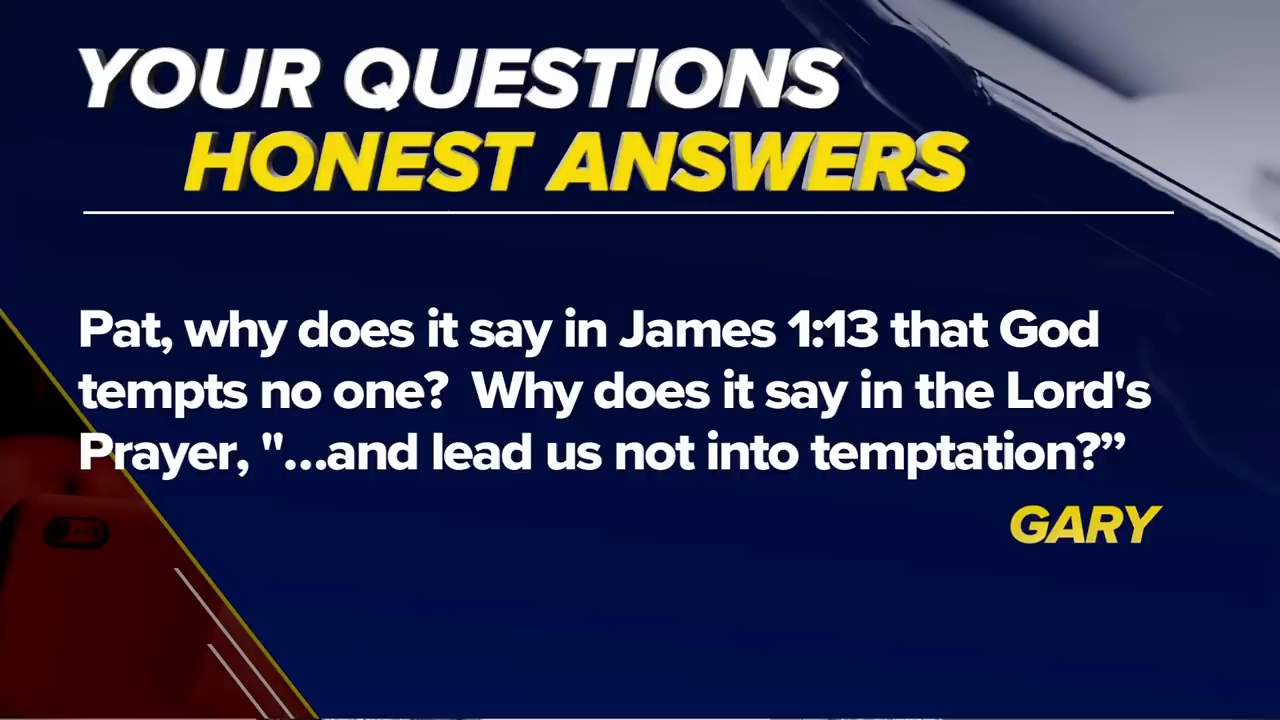 YOUR QUESTIONS
HONEST ANSWERS
Pat, why does it say in James 1:13 that God
tempts no one?  Why does it say in the Lord's
Prayer, "...and lead us not into temptation?”
GARY